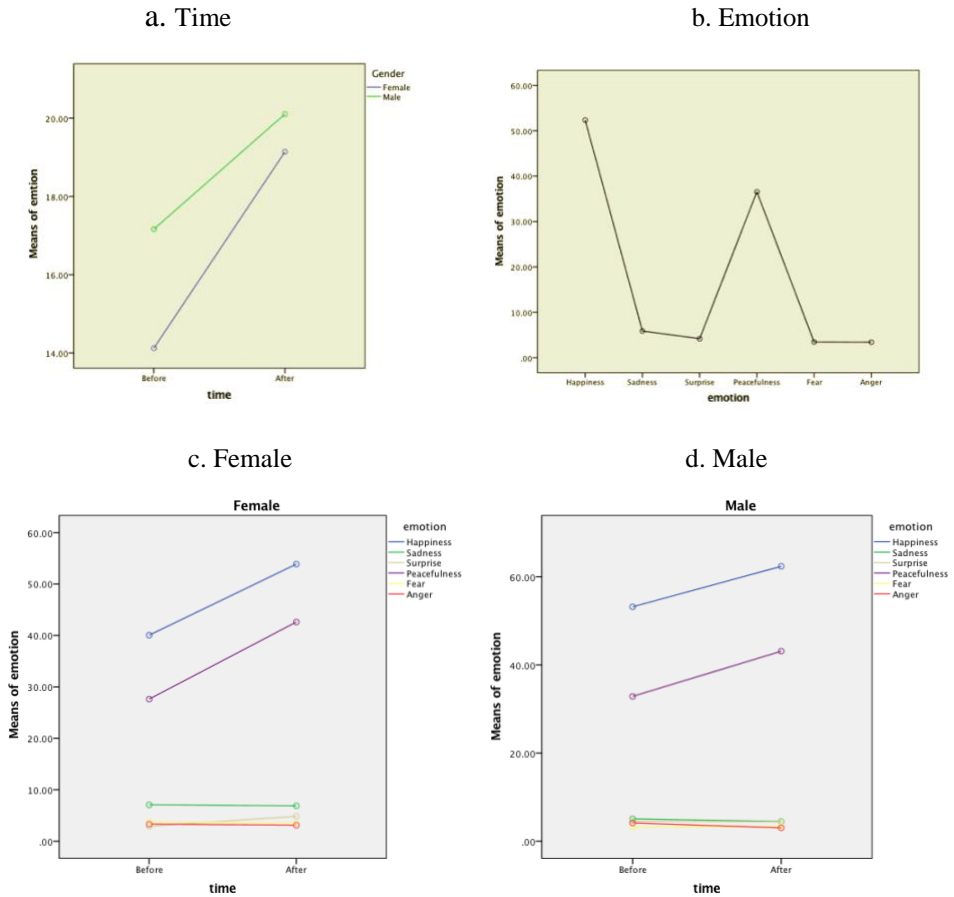 a. Time
Gender
Female
Male
20.00
18.00
16.00
14.00
Means of emtion
Before
After
time
b. Emotion
60.00
50.00
40.00
30.00
20.00
10.00
.00
Means of emotion
Happiness
Sadness
Surprise
Peacefulness
Fear
Anger
emotion
c. Female
Female
emotion
Happiness
Sadness
Surprise
Peacefulness
Fear
Anger
60.00
50.00
40.00
30.00
20.00
10.00
.00
Means of emotion
Before
After
time
d. Male
Male
emotion
Happiness
Sadness
Surprise
Peacefulness
Fear
Anger
60.00
40.00
20.00
.00
Means of emotion
Before
After
time